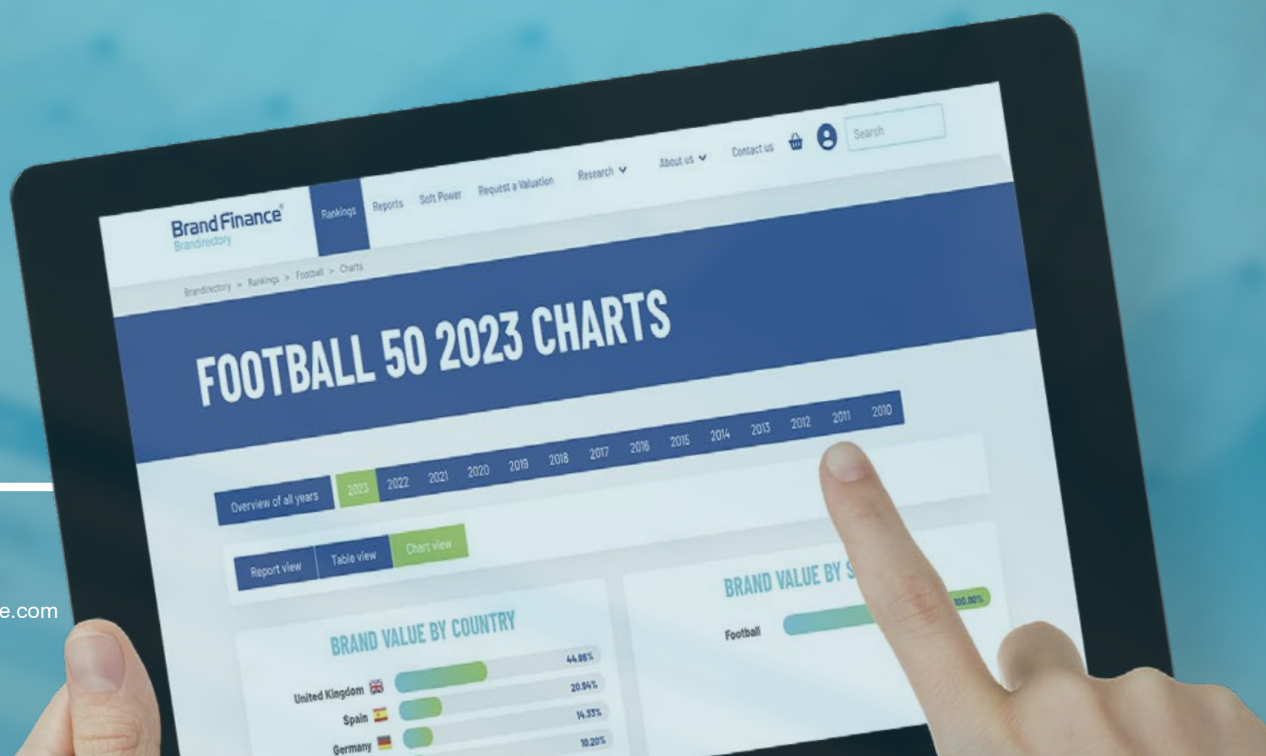 Brand Finance®
Brandirectory
Rankings
Reports
Soft Power
Request a Valuation
Research
About us
Contact us
Search
Brandirectory > Rankings > Football > Charts
FOOTBALL 50 2023 CHARTS
Overview of all years
2023
2022
2021
2020
2019
2018
2017
2016
2015
2014
2013
2012
2011
2010
Report view
Table view
Chart view
BRAND VALUE BY COUNTRY
United Kingdom
44.86%
Spain
20.94%
Germany
14.33%
10.20%
BRAND VALUE BY S
Football
100.00%
e.com